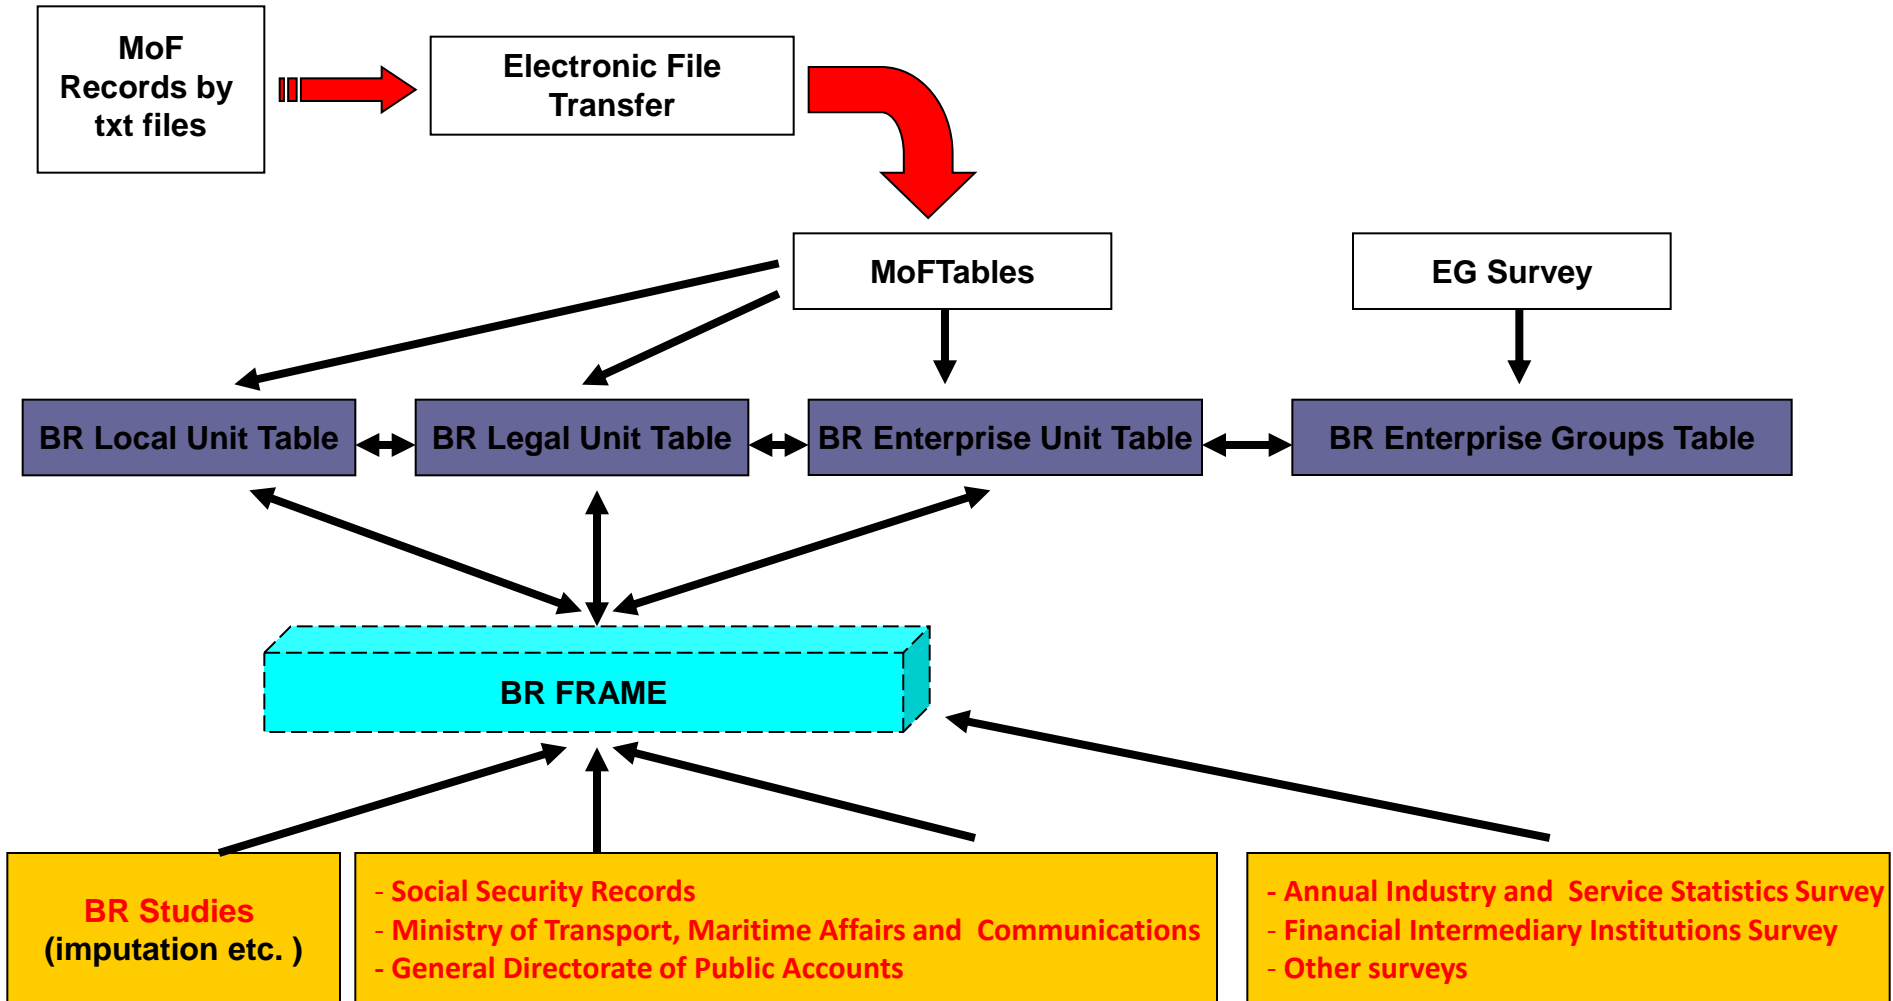 MoF
Records by
txt files
Electronic File
Transfer
MoFTables
EG Survey
BR Local Unit Table
BR Legal Unit Table
BR Enterprise Unit Table
BR Enterprise Groups Table
BR FRAME
BR Studies
(imputation etc. )
- Social Security Records
- Ministry of Transport, Maritime Affairs and Communications
- General Directorate of Public Accounts
- Annual Industry and Service Statistics Survey
- Financial Intermediary Institutions Survey
- Other surveys